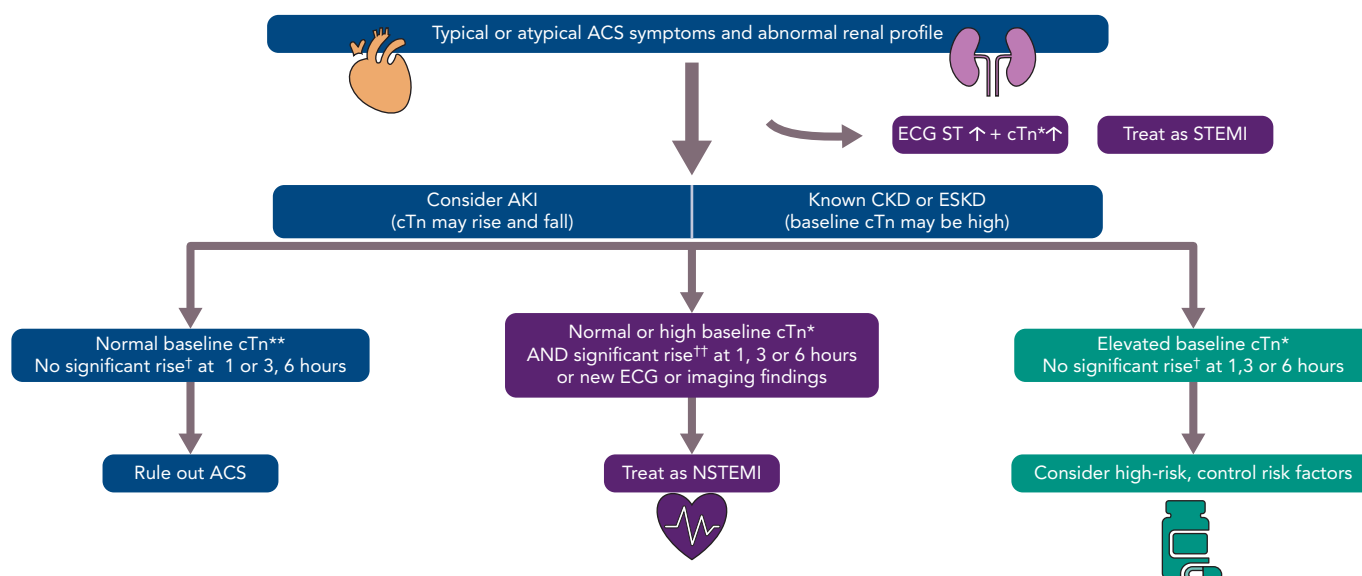 Typical or atypical ACS symptoms and abnormal renal profile
ECG ST ↑ + cTn*↑
Treat as STEMI
Consider AKI
(cTn may rise and fall)
Known CKD or ESKD
(baseline cTn may be high)
Normal baseline cTn**
No significant rise† at 1 or 3, 6 hours
Normal or high baseline cTn*
AND significant rise†† at 1, 3 or 6 hours
or new ECG or imaging findings
Elevated baseline cTn*
No significant rise† at 1,3 or 6 hours
Rule out ACS
Treat as NSTEMI
Consider high-risk, control risk factors